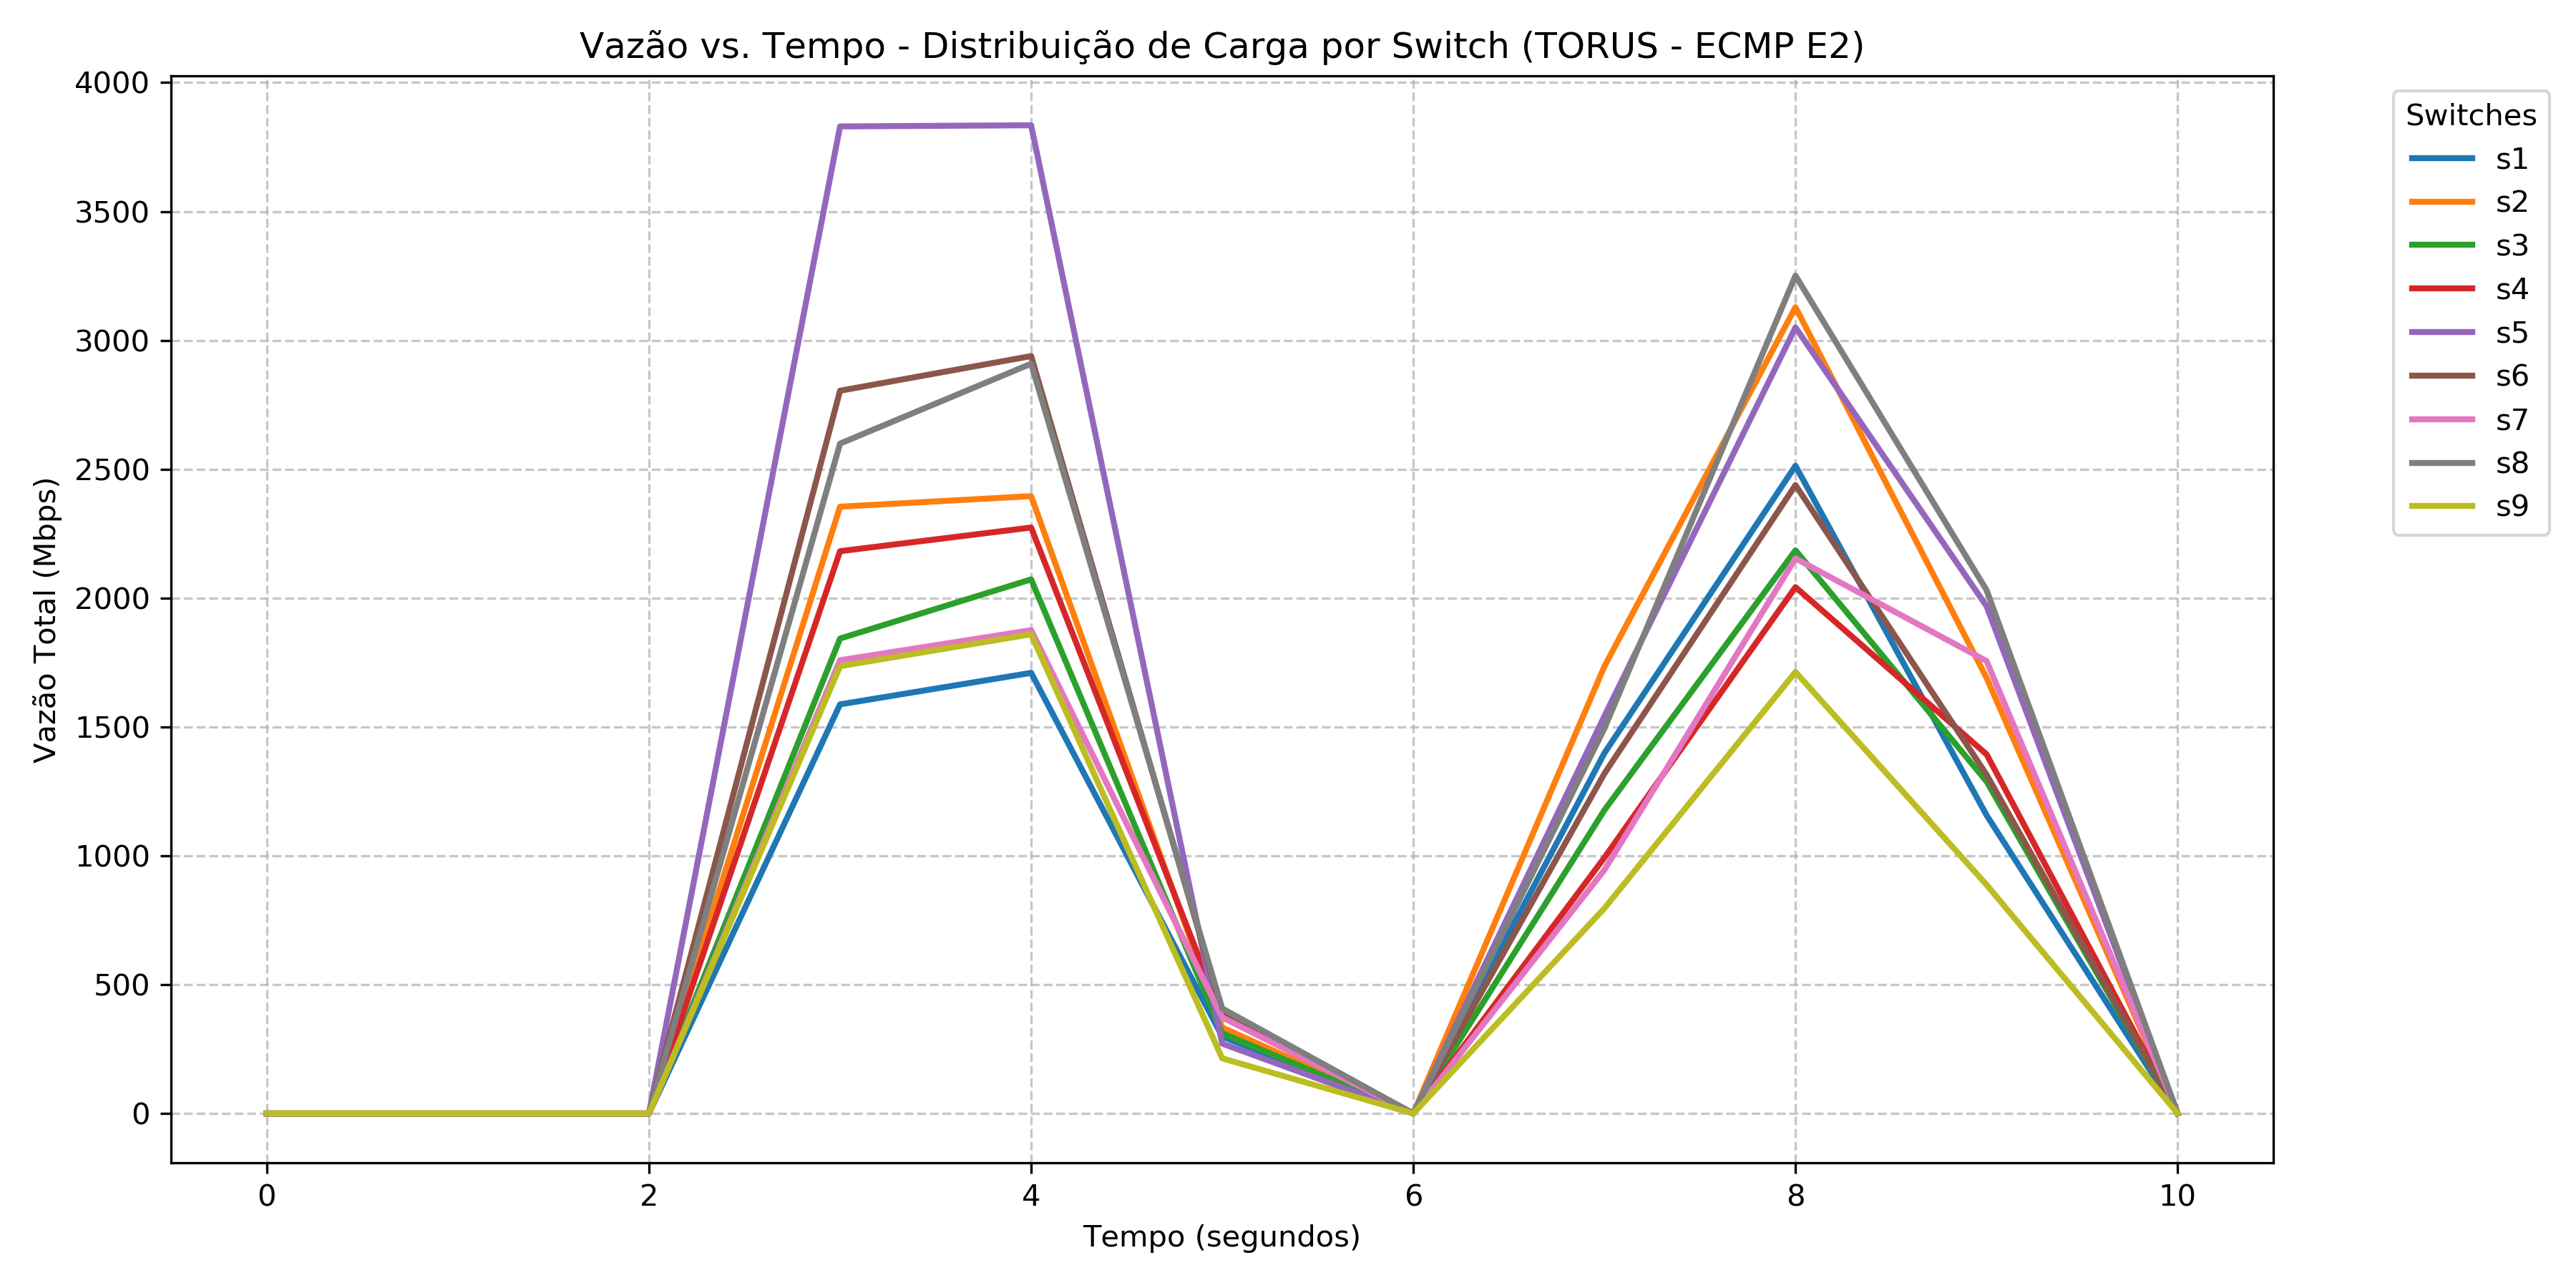 Vazão vs. Tempo - Distribuição de Carga por Switch (TORUS - ECMP E2)
4000
3500
3000
2500
2000
1500
1000
500
0
Vazão Total (Mbps)
0 2 4 6 8 10
Tempo (segundos)
Switches
s1
s2
s3
s4
s5
s6
s7
s8
s9